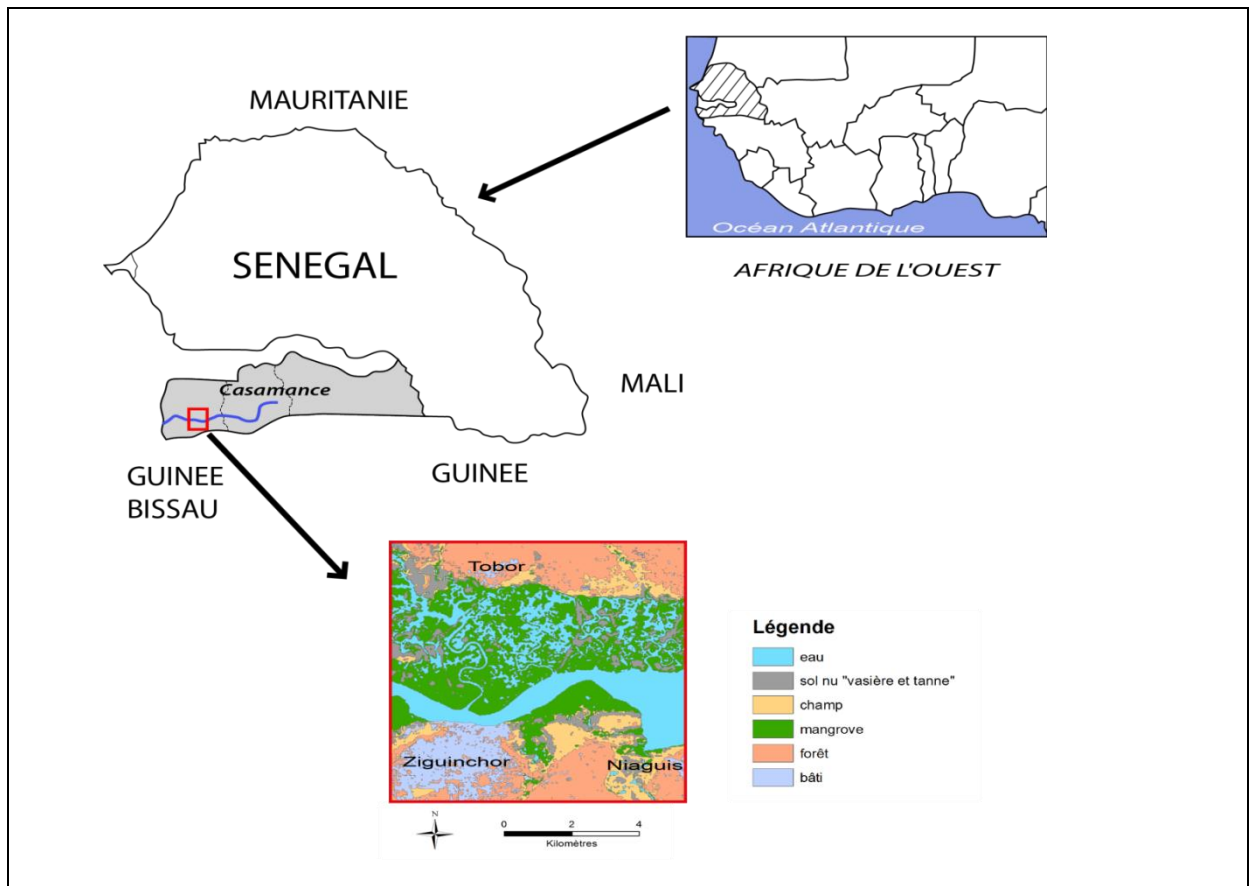 MAURITANIE
SENEGAL
Océan Atlantique
AFRIQUE DE L'OUEST
Casamance
MALI
GUINEE
BISSAU
GUINEE
Tobor
Ziguinchor
Niaguis
N
0 2 4
Kilomètres
Légende
eau
sol nu "vasière et tanne"
champ
mangrove
forêt
bâti